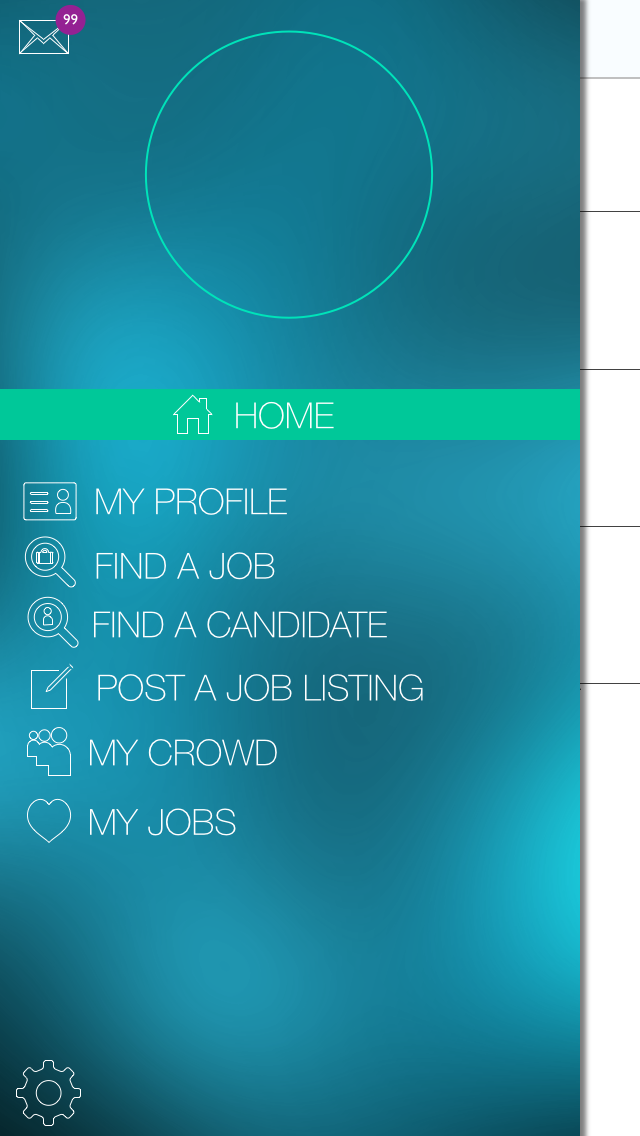 99
HOME
MY PROFILE
FIND A JOB
FIND A CANDIDATE
POST A JOB LISTING
MY CROWD
MY JOBS